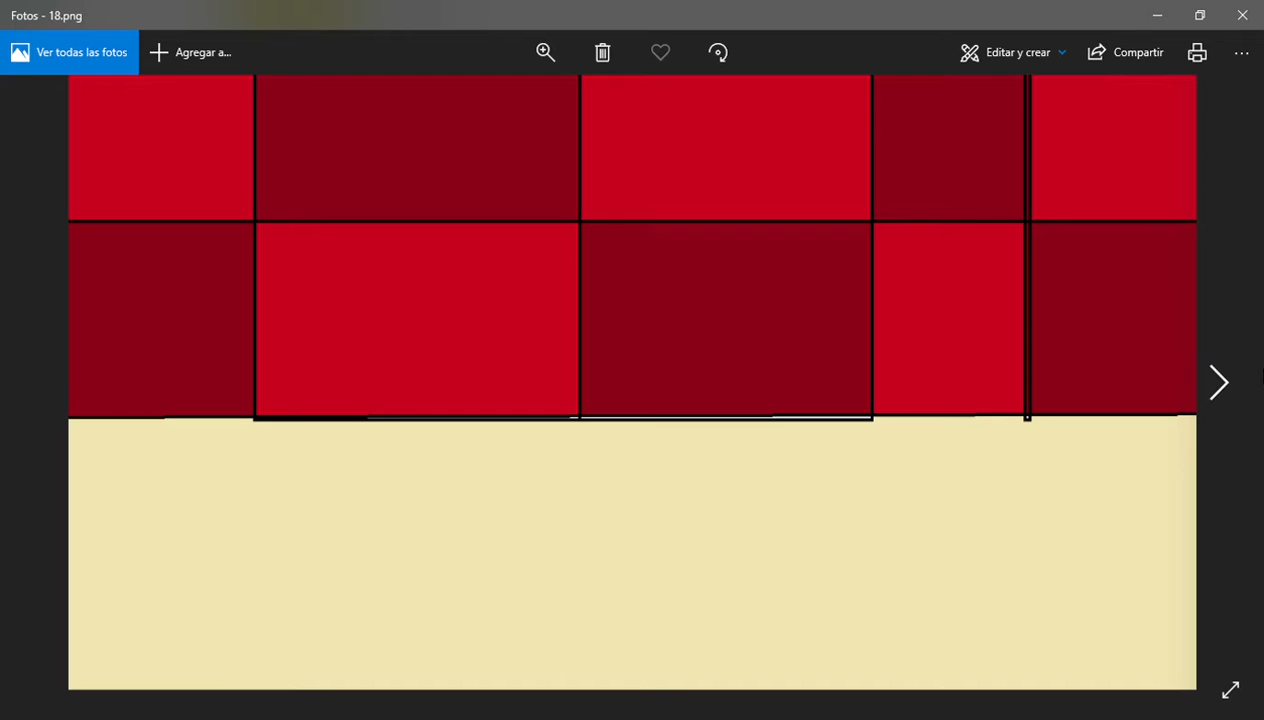 Fotos - 18.png
Ver todas las fotos
Agregar a...
Editar y crear
Compartir